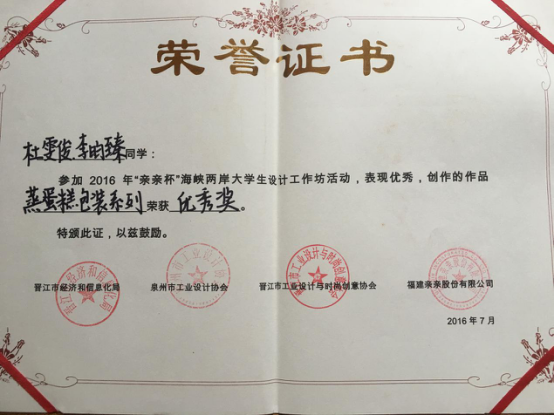 荣誉证书
杜雯俊 李昀臻同学：
参加 2016 年“亲亲杯”海峡两岸大学生设计工作坊活动，表现优秀，创作的作品
蒸蛋糕包装系列荣获 优秀奖。
特颁此证，以兹鼓励。
晋江市经济和信息化局 泉州市工业设计协会 晋江市工业设计与时尚创意协会 福建亲亲股份有限公司
2016 年 7 月